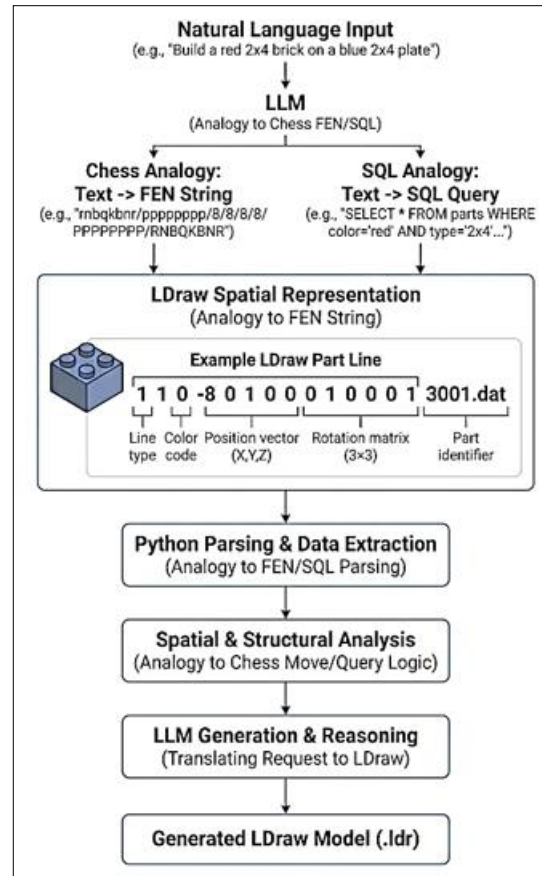 Natural Language Input
(e.g., "Build a red 2x4 brick on a blue 2x4 plate")
LLM
(Analogy to Chess FEN/SQL)
Chess Analogy:
Text -> FEN String
(e.g., "rnbqkbnr/pppppppp/8/8/8/8/
PPPPPPPP/RNBQKBNR")
SQL Analogy:
Text -> SQL Query
(e.g., "SELECT * FROM parts WHERE
color='red' AND type='2x4'...")
LDraw Spatial Representation
(Analogy to FEN String)
Example LDraw Part Line
1 1 0 -8 0 1 0 0 0 1 0 0 0 1 3001.dat
Line type
Color code
Position vector (X,Y,Z)
Rotation matrix (3×3)
Part identifier
Python Parsing & Data Extraction
(Analogy to FEN/SQL Parsing)
Spatial & Structural Analysis
(Analogy to Chess Move/Query Logic)
LLM Generation & Reasoning
(Translating Request to LDraw)
Generated LDraw Model (.ldr)